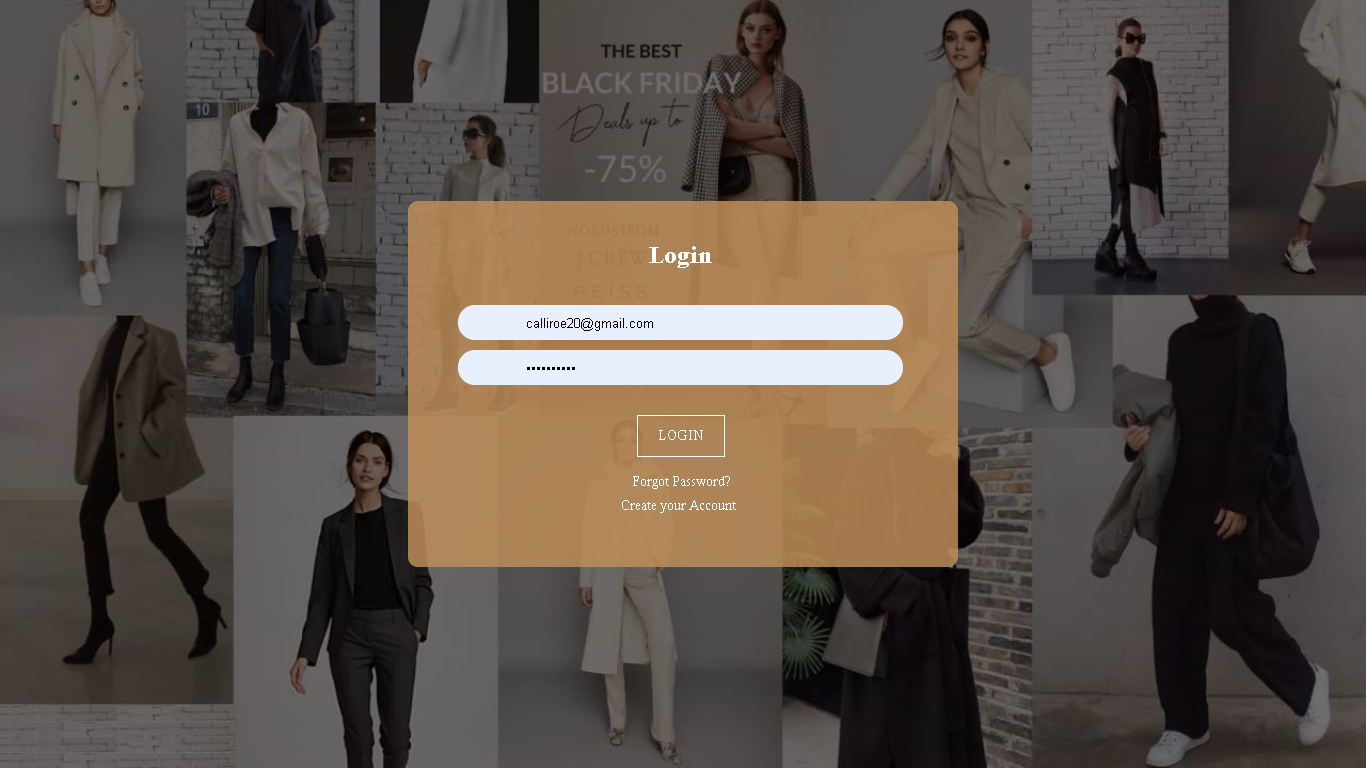 THE BEST
BLACK FRIDAY
Deals up to
-75%
10
NORDSTROM
J.CREW
REISS
Login
calliroe20@gmail.com
••••••••••
LOGIN
Forgot Password?
Create your Account